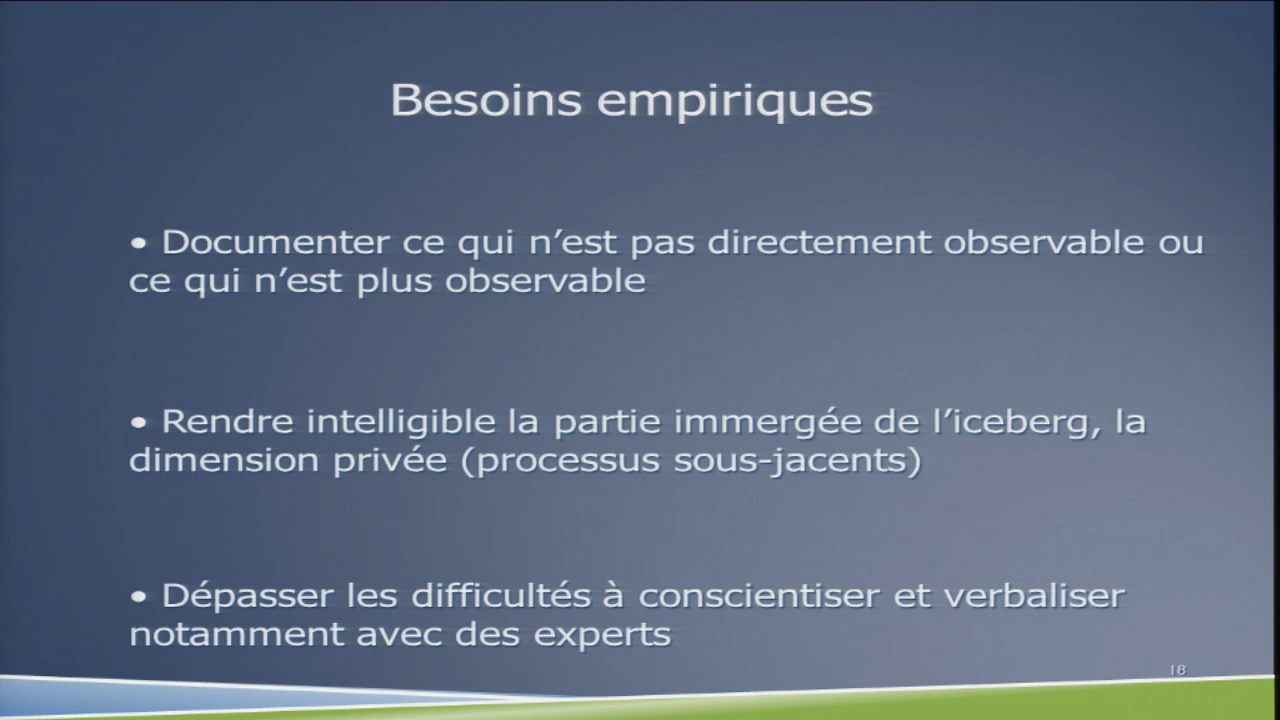 Besoins empiriques
• Documenter ce qui n’est pas directement observable ou
ce qui n’est plus observable
• Rendre intelligible la partie immergée de l’iceberg, la
dimension privée (processus sous-jacents)
• Dépasser les difficultés à conscientiser et verbaliser
notamment avec des experts
18